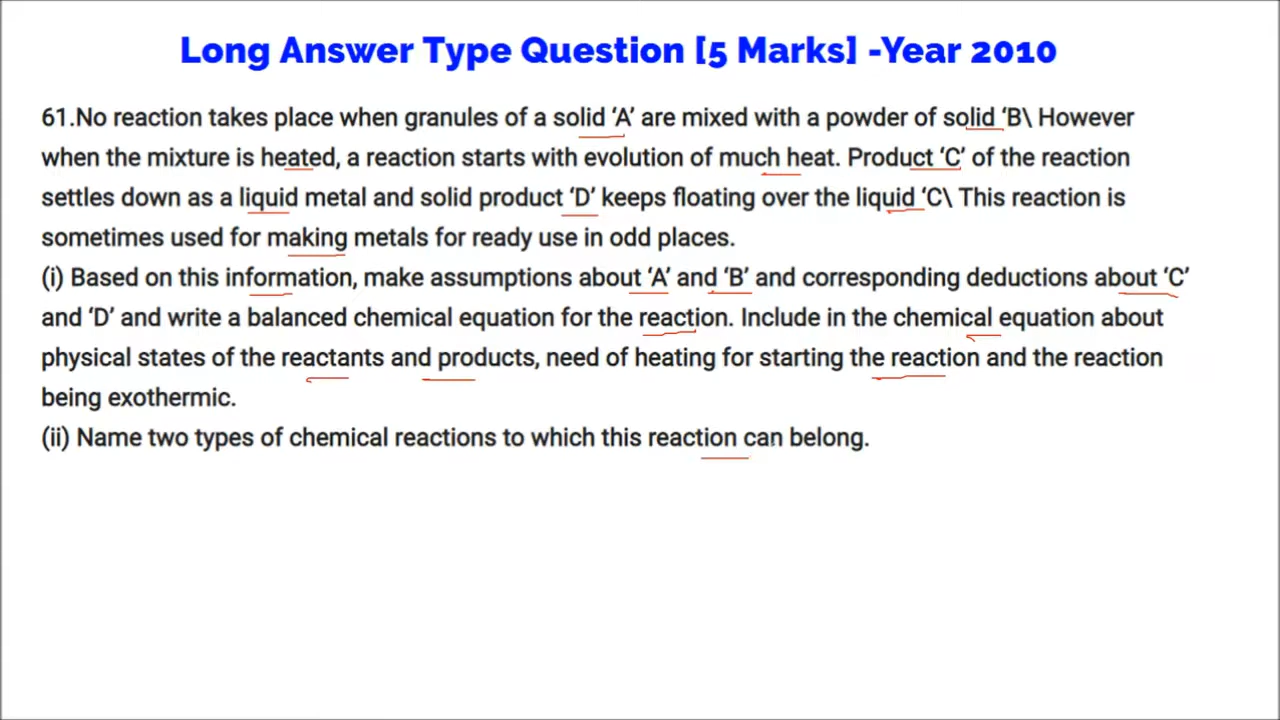 Long Answer Type Question [5 Marks] -Year 2010
61.No reaction takes place when granules of a solid ‘A’ are mixed with a powder of solid ‘B\ However
when the mixture is heated, a reaction starts with evolution of much heat. Product ‘C’ of the reaction
settles down as a liquid metal and solid product ‘D’ keeps floating over the liquid ‘C\ This reaction is
sometimes used for making metals for ready use in odd places.
(i) Based on this information, make assumptions about ‘A’ and ‘B’ and corresponding deductions about ‘C’
and ‘D’ and write a balanced chemical equation for the reaction. Include in the chemical equation about
physical states of the reactants and products, need of heating for starting the reaction and the reaction
being exothermic.
(ii) Name two types of chemical reactions to which this reaction can belong.